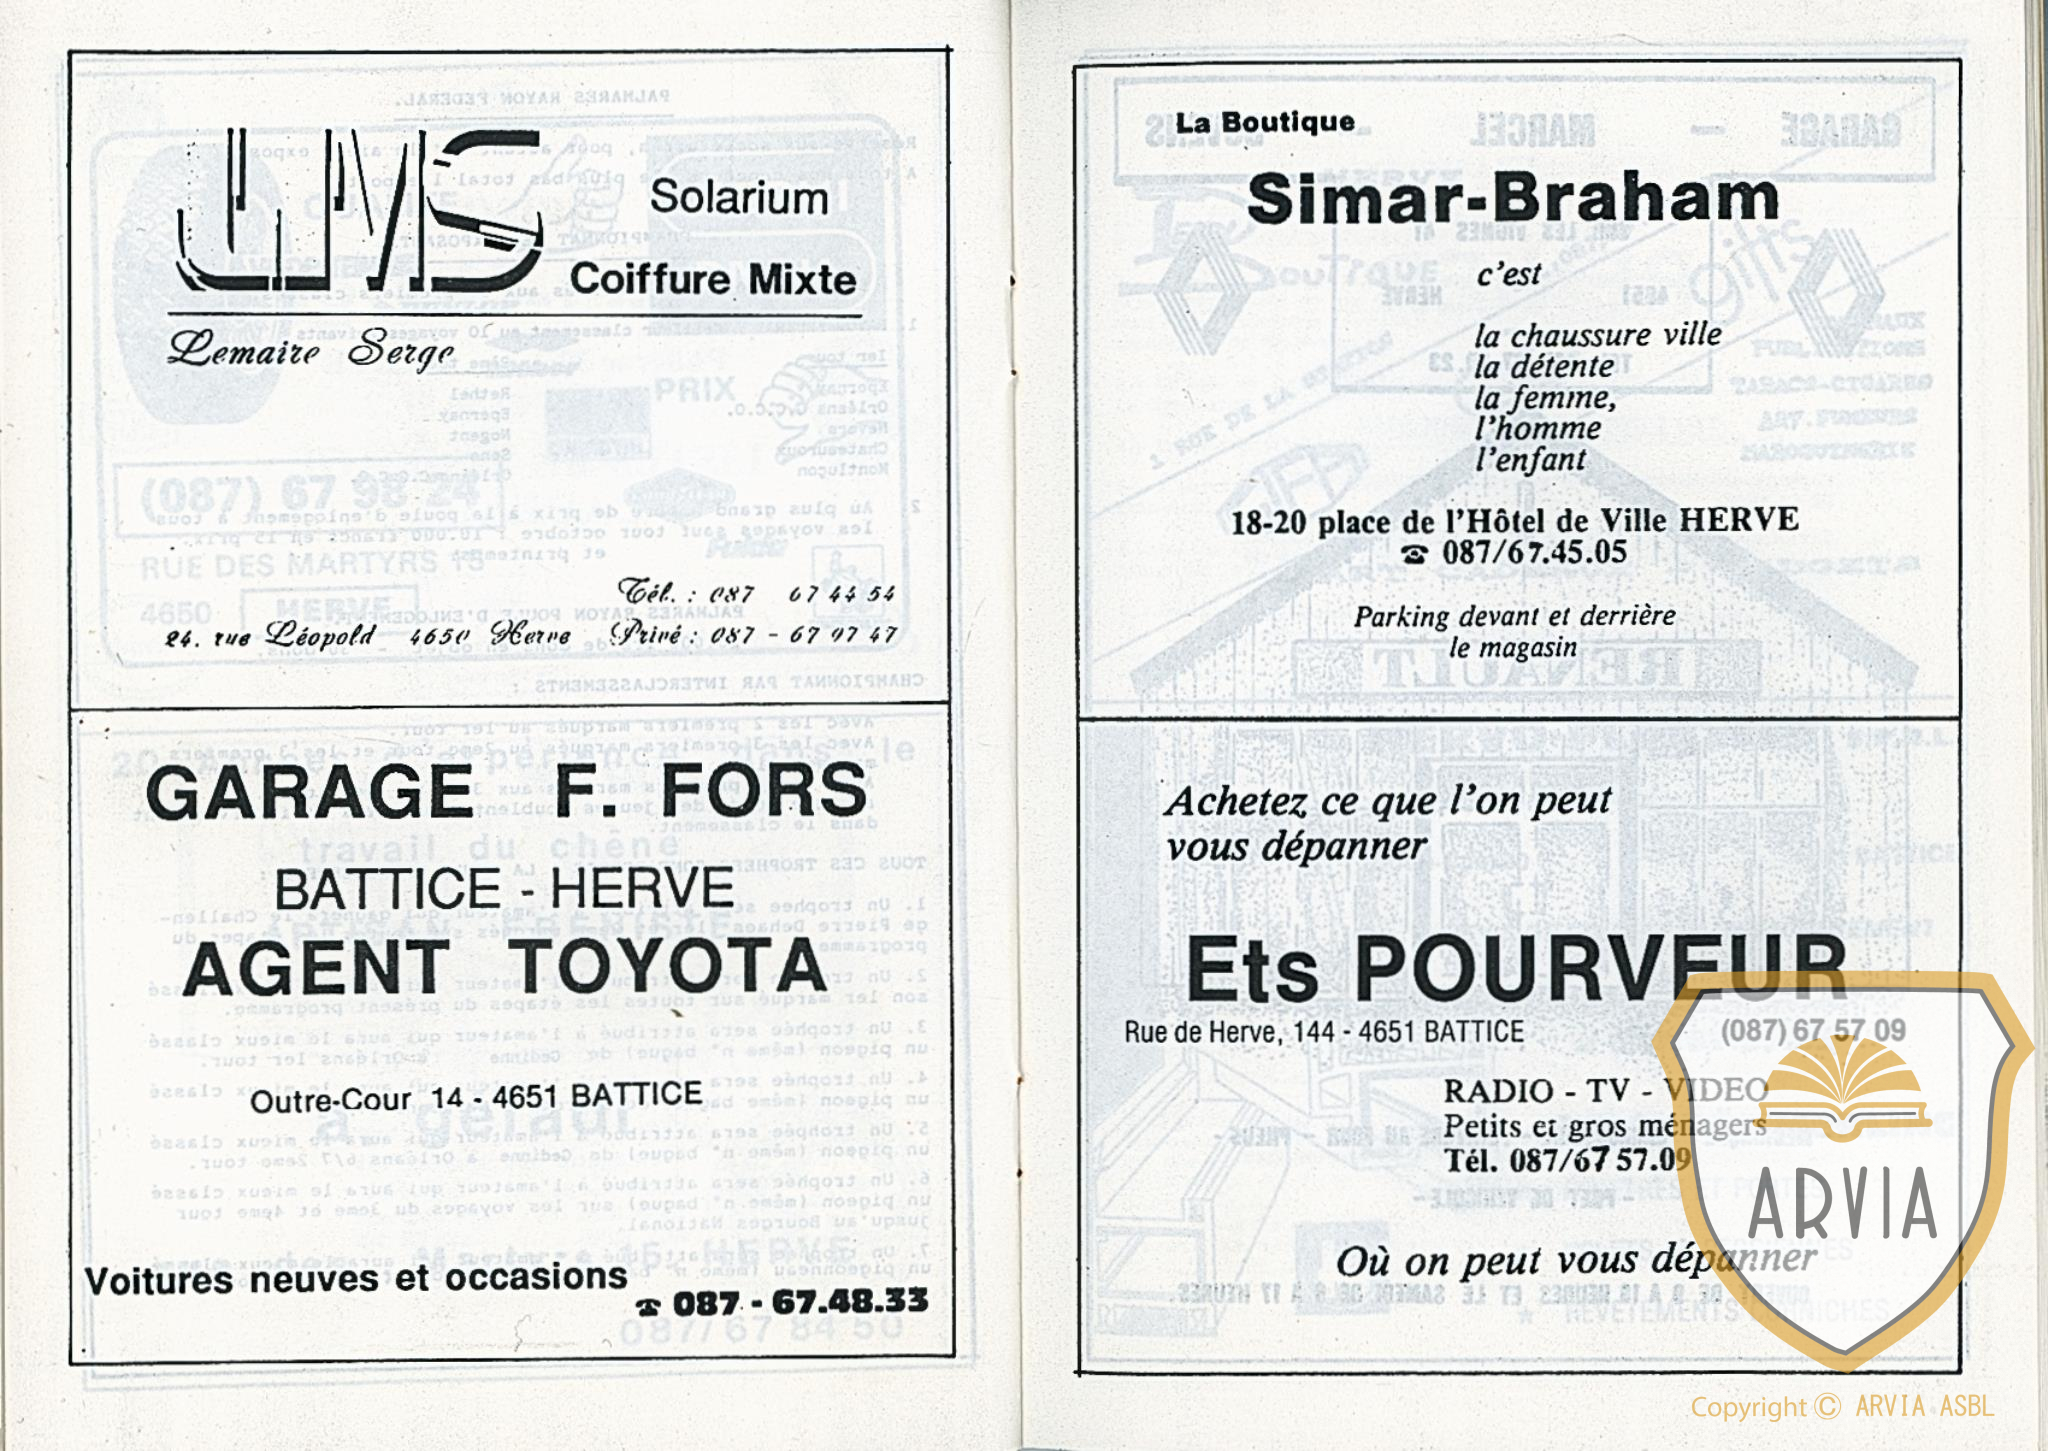 LMS
Solarium
Coiffure Mixte
Lemaire Serge
Tél. : 087 67 44 54
24. rue Léopold 4650 Herve Privé : 087 - 67 97 47
GARAGE F. FORS
BATTICE - HERVE
AGENT TOYOTA
Outre-Cour 14 - 4651 BATTICE
Voitures neuves et occasions
☎ 087 - 67.48.33
La Boutique
Simar-Braham
c'est
la chaussure ville
la détente
la femme,
l'homme
l'enfant
18-20 place de l'Hôtel de Ville HERVE
☎ 087/67.45.05
Parking devant et derrière
le magasin
Achetez ce que l'on peut
vous dépanner
Ets POURVEUR
Rue de Herve, 144 - 4651 BATTICE (087) 67 57 09
RADIO - TV - VIDEO
Petits et gros ménagers
Tél. 087/67 57.09
Où on peut vous dépanner
ARVIA
Copyright © ARVIA ASBL